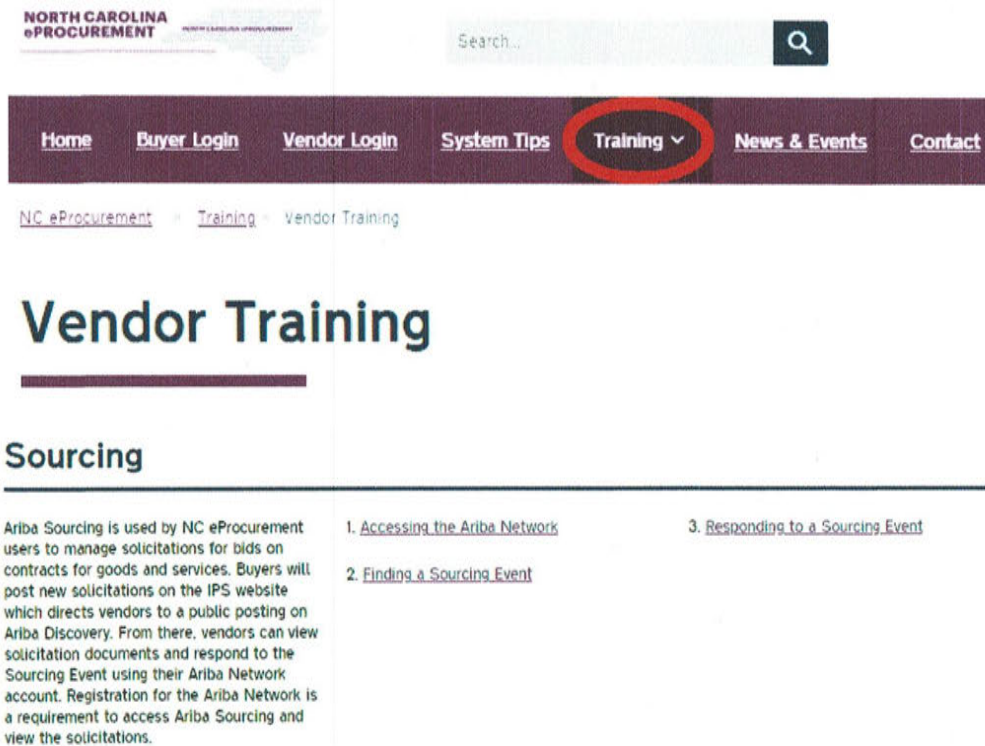 NORTH CAROLINA
ePROCUREMENT
NORTH CAROLINA ePROCUREMENT
Search...
Home Buyer Login Vendor Login System Tips Training News & Events Contact
NC eProcurement Training Vendor Training
Vendor Training
Sourcing
Ariba Sourcing is used by NC eProcurement
users to manage solicitations for bids on
contracts for goods and services. Buyers will
post new solicitations on the IPS website
which directs vendors to a public posting on
Ariba Discovery. From there, vendors can view
solicitation documents and respond to the
Sourcing Event using their Ariba Network
account. Registration for the Ariba Network is
a requirement to access Ariba Sourcing and
view the solicitations.
1. Accessing the Ariba Network
2. Finding a Sourcing Event
3. Responding to a Sourcing Event